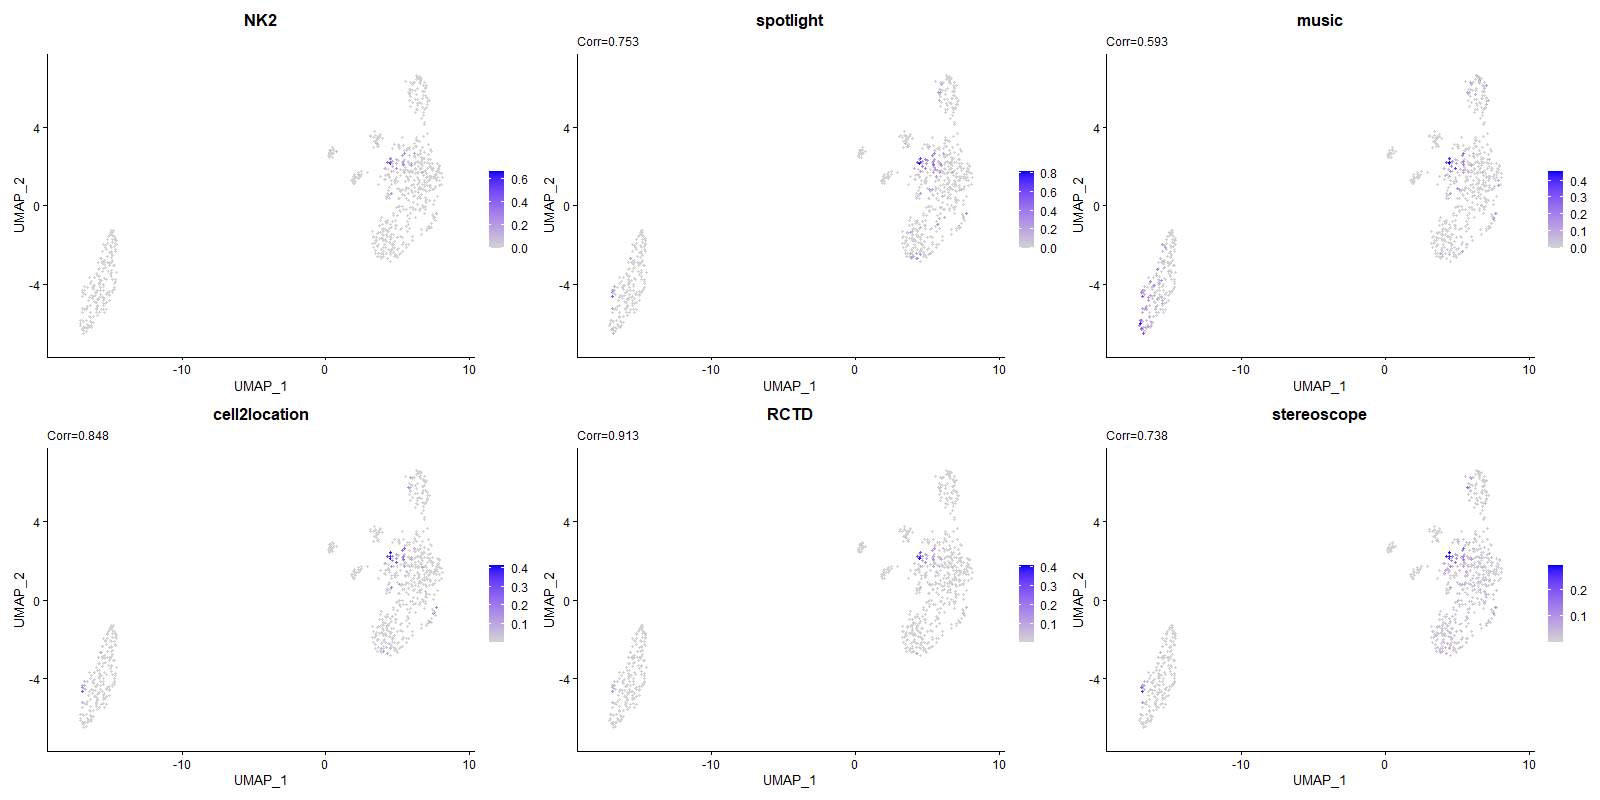 NK2
UMAP_2
4
0
-4
-10
0
10
UMAP_1
0.6
0.4
0.2
0.0
spotlight
Corr=0.753
UMAP_2
4
0
-4
-10
0
10
UMAP_1
0.8
0.6
0.4
0.2
0.0
music
Corr=0.593
UMAP_2
4
0
-4
-10
0
10
UMAP_1
0.4
0.3
0.2
0.1
0.0
cell2location
Corr=0.848
UMAP_2
4
0
-4
-10
0
10
UMAP_1
0.4
0.3
0.2
0.1
RCTD
Corr=0.913
UMAP_2
4
0
-4
-10
0
10
UMAP_1
0.4
0.3
0.2
0.1
stereoscope
Corr=0.738
UMAP_2
4
0
-4
-10
0
10
UMAP_1
0.2
0.1